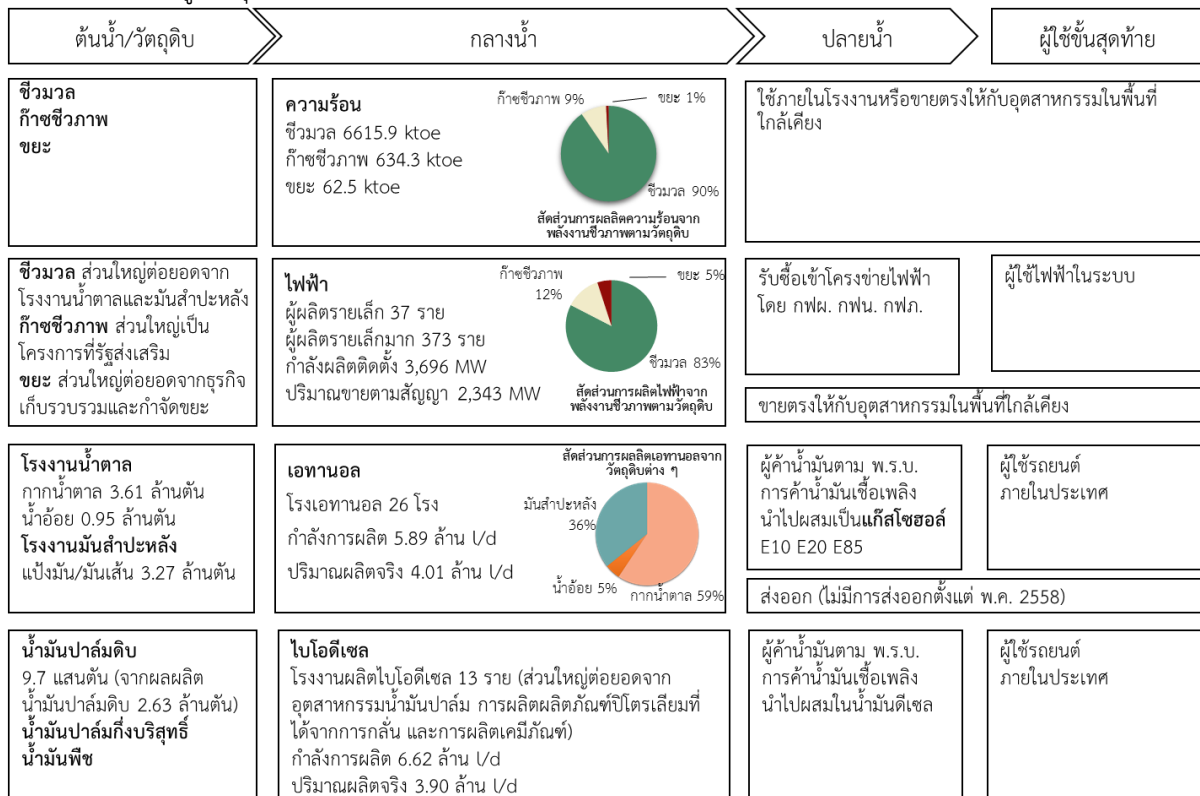 ต้นน้ำ/วัตถุดิบ
กลางน้ำ
ปลายน้ำ
ผู้ใช้ขั้นสุดท้าย
ชีวมวล
ก๊าซชีวภาพ
ขยะ
ความร้อน
ชีวมวล 6615.9 ktoe
ก๊าซชีวภาพ 634.3 ktoe
ขยะ 62.5 ktoe
ก๊าซชีวภาพ 9%
ขยะ 1%
ชีวมวล 90%
สัดส่วนการผลลิตความร้อนจาก
พลังงานชีวภาพตามวัตถุดิบ
ใช้ภายในโรงงานหรือขายตรงให้กับอุตสาหกรรมในพื้นที่
ใกล้เคียง
ชีวมวล ส่วนใหญ่ต่อยอดจาก
โรงงานน้ำตาลและมันสำปะหลัง
ก๊าซชีวภาพ ส่วนใหญ่เป็น
โครงการที่รัฐส่งเสริม
ขยะ ส่วนใหญ่ต่อยอดจากธุรกิจ
เก็บรวบรวมและกำจัดขยะ
ไฟฟ้า
ผู้ผลิตรายเล็ก 37 ราย
ผู้ผลิตรายเล็กมาก 373 ราย
กำลังผลิตติดตั้ง 3,696 MW
ปริมาณขายตามสัญญา 2,343 MW
ก๊าซชีวภาพ
12%
ขยะ 5%
ชีวมวล 83%
สัดส่วนการผลิตไฟฟ้าจาก
พลังงานชีวภาพตามวัตถุดิบ
รับซื้อเข้าโครงข่ายไฟฟ้า
โดย กฟผ. กฟน. กฟภ.
ผู้ใช้ไฟฟ้าในระบบ
ขายตรงให้กับอุตสาหกรรมในพื้นที่ใกล้เคียง
โรงงานน้ำตาล
กากน้ำตาล 3.61 ล้านตัน
น้ำอ้อย 0.95 ล้านตัน
โรงงานมันสำปะหลัง
แป้งมัน/มันเส้น 3.27 ล้านตัน
เอทานอล
โรงเอทานอล 26 โรง
กำลังการผลิต 5.89 ล้าน l/d
ปริมาณผลิตจริง 4.01 ล้าน l/d
สัดส่วนการผลลิตเอทานอลจาก
วัตถุดิบต่าง ๆ
มันสำปะหลัง
36%
น้ำอ้อย 5%
กากน้ำตาล 59%
ผู้ค้าน้ำมันตาม พ.ร.บ.
การค้าน้ำมันเชื้อเพลิง
นำไปผสมเป็นแก๊สโซฮอล์
E10 E20 E85
ผู้ใช้รถยนต์
ภายในประเทศ
ส่งออก (ไม่มีการส่งออกตั้งแต่ พ.ค. 2558)
น้ำมันปาล์มดิบ
9.7 แสนตัน (จากผลผลิต
น้ำมันปาล์มดิบ 2.63 ล้านตัน)
น้ำมันปาล์มกึ่งบริสุทธิ์
น้ำมันพืช
ไบโอดีเซล
โรงงานผลิตไบโอดีเซล 13 ราย (ส่วนใหญ่ต่อยอดจาก
อุตสาหกรรมน้ำมันปาล์ม การผลิตผลิตภัณฑ์ปิโตรเลียมที่
ได้จากการกลั่น และการผลิตเคมีภัณฑ์)
กำลังการผลิต 6.62 ล้าน l/d
ปริมาณผลิตจริง 3.90 ล้าน l/d
ผู้ค้าน้ำมันตาม พ.ร.บ.
การค้าน้ำมันเชื้อเพลิง
นำไปผสมในน้ำมันดีเซล
ผู้ใช้รถยนต์
ภายในประเทศ